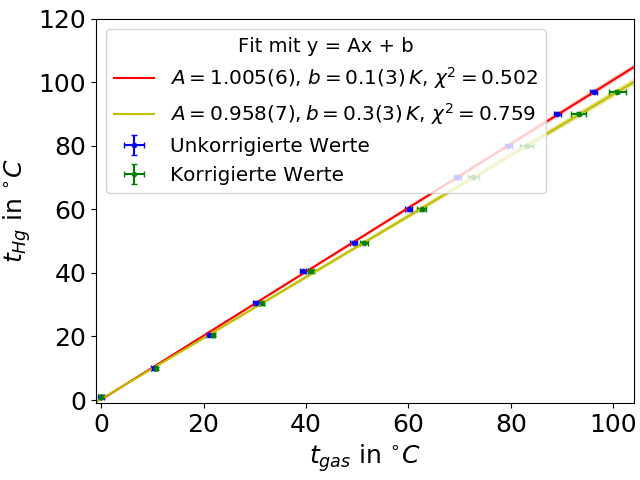 Fit mit y = Ax + b
A = 1.005(6), b = 0.1(3) K, χ² = 0.502
A = 0.958(7), b = 0.3(3) K, χ² = 0.759
Unkorrigierte Werte
Korrigierte Werte
120
100
80
60
40
20
0
t_Hg in °C
0 20 40 60 80 100
t_gas in °C